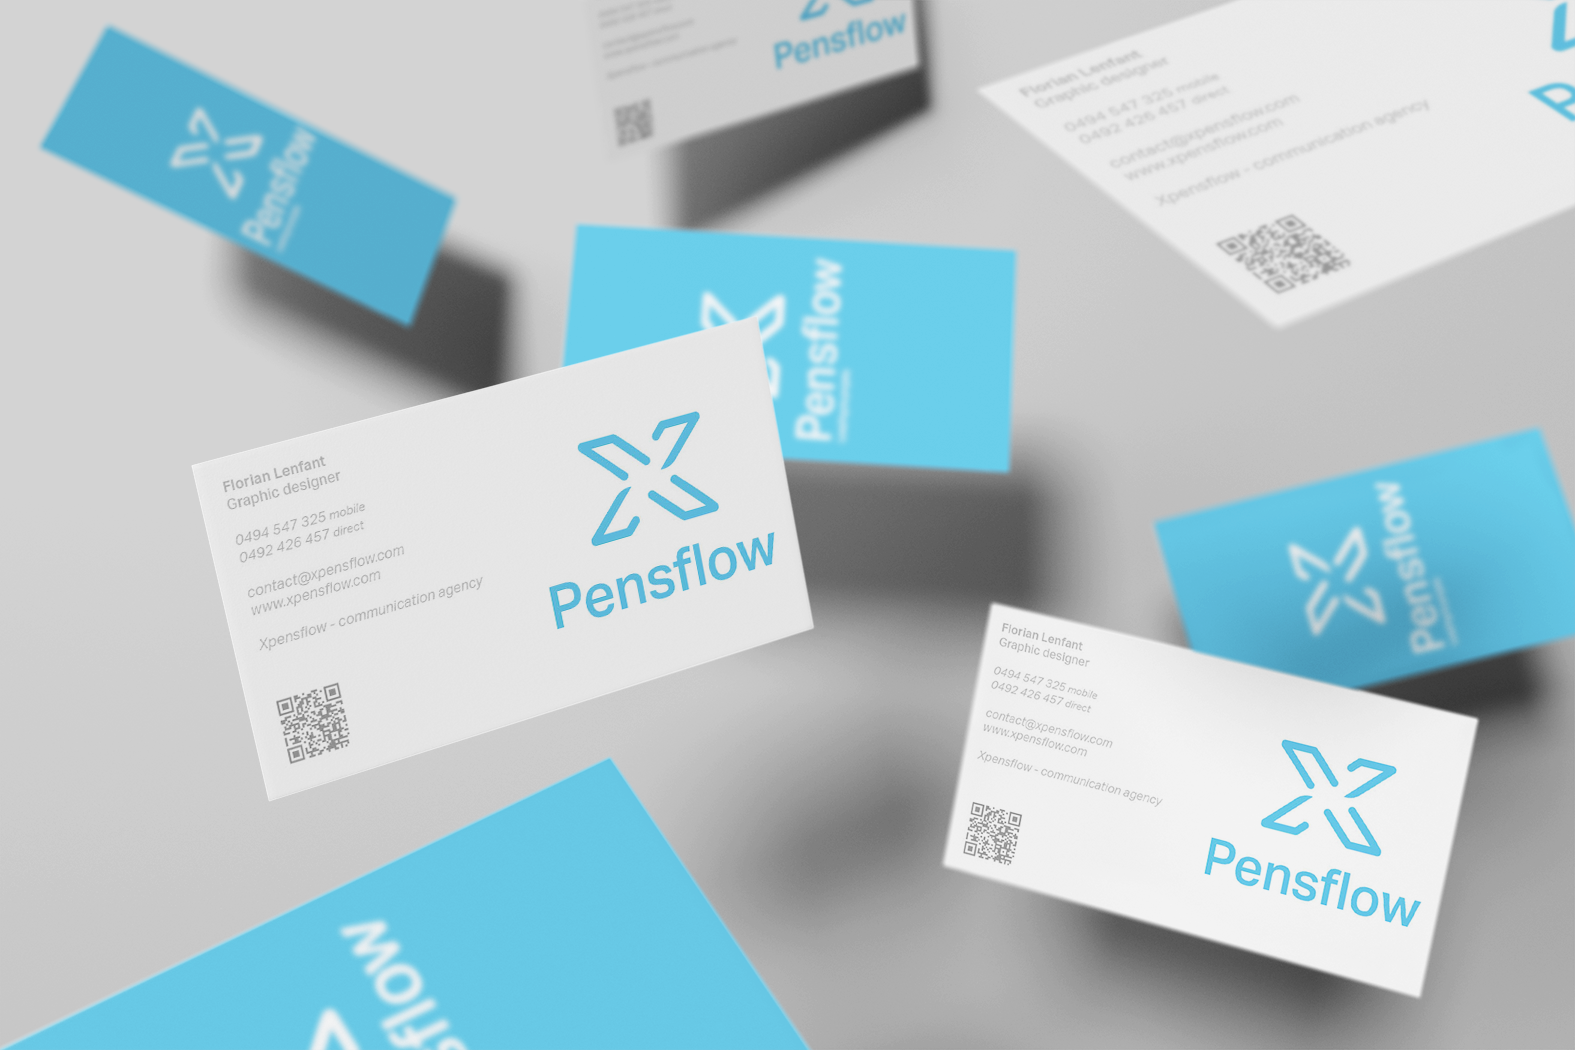 Pensflow
Florian Lenfant
Graphic designer
0494 547 325 mobile
0492 426 457 direct
contact@xpensflow.com
www.xpensflow.com
Xpensflow - communication agency
Pensflow
Pensflow
Florian Lenfant
Graphic designer
0494 547 325 mobile
0492 426 457 direct
contact@xpensflow.com
www.xpensflow.com
Xpensflow - communication agency
X
Pensflow
Pensflow
Florian Lenfant
Graphic designer
0494 547 325 mobile
0492 426 457 direct
contact@xpensflow.com
www.xpensflow.com
Xpensflow - communication agency
X
Pensflow
sflow